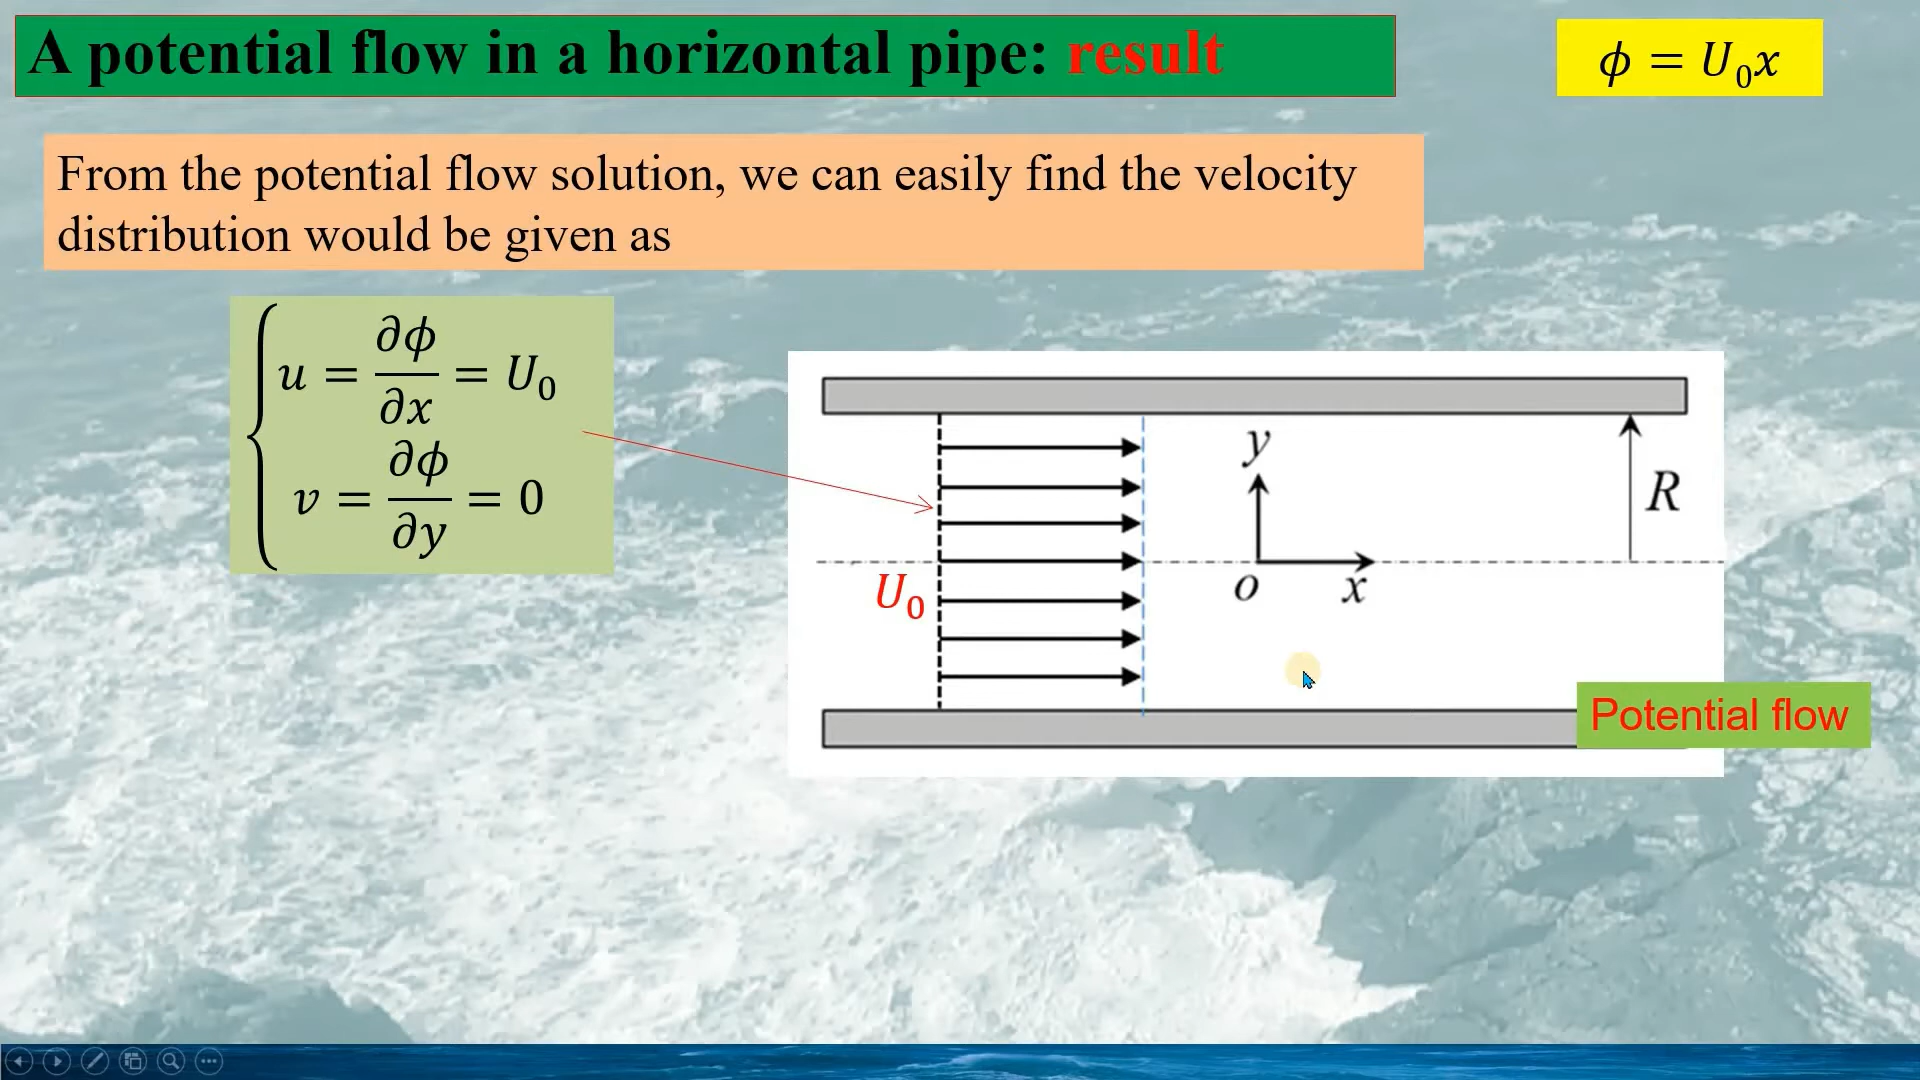 A potential flow in a horizontal pipe: result
𝜙 = 𝑈₀𝑥
From the potential flow solution, we can easily find the velocity
distribution would be given as
𝑢 = ∂𝜙/∂𝑥 = 𝑈₀
𝑣 = ∂𝜙/∂𝑦 = 0
y
R
U₀
o
x
Potential flow